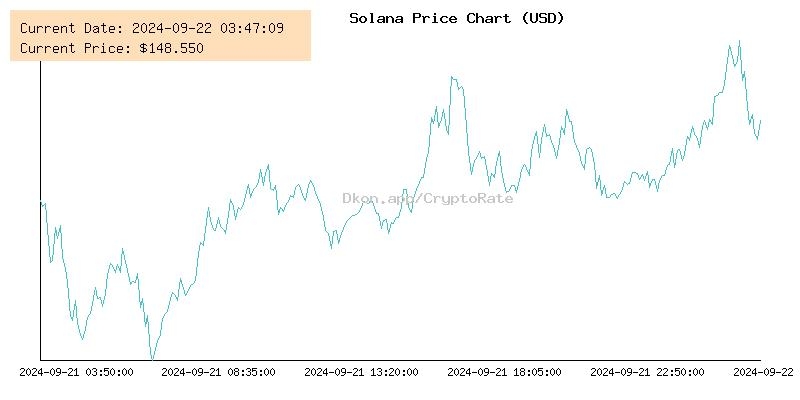 Solana Price Chart (USD)
Current Date: 2024-09-22 03:47:09
Current Price: $148.550
Dkon.app/CryptoRate
2024-09-21 03:50:00 2024-09-21 08:35:00 2024-09-21 13:20:00 2024-09-21 18:05:00 2024-09-21 22:50:00 2024-09-22